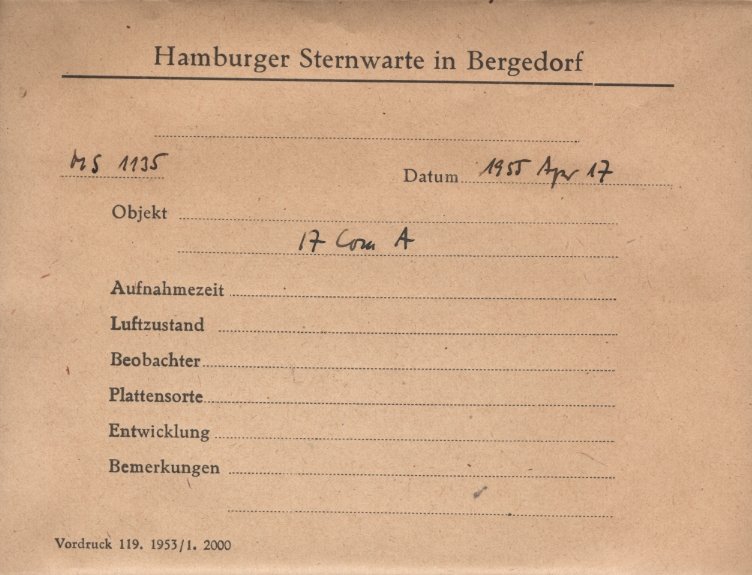 Hamburger Sternwarte in Bergedorf
MS 1135
Datum 1955 Apr 17
Objekt
17 Com A
Aufnahmezeit
Luftzustand
Beobachter
Plattensorte
Entwicklung
Bemerkungen
Vordruck 119. 1953/1. 2000